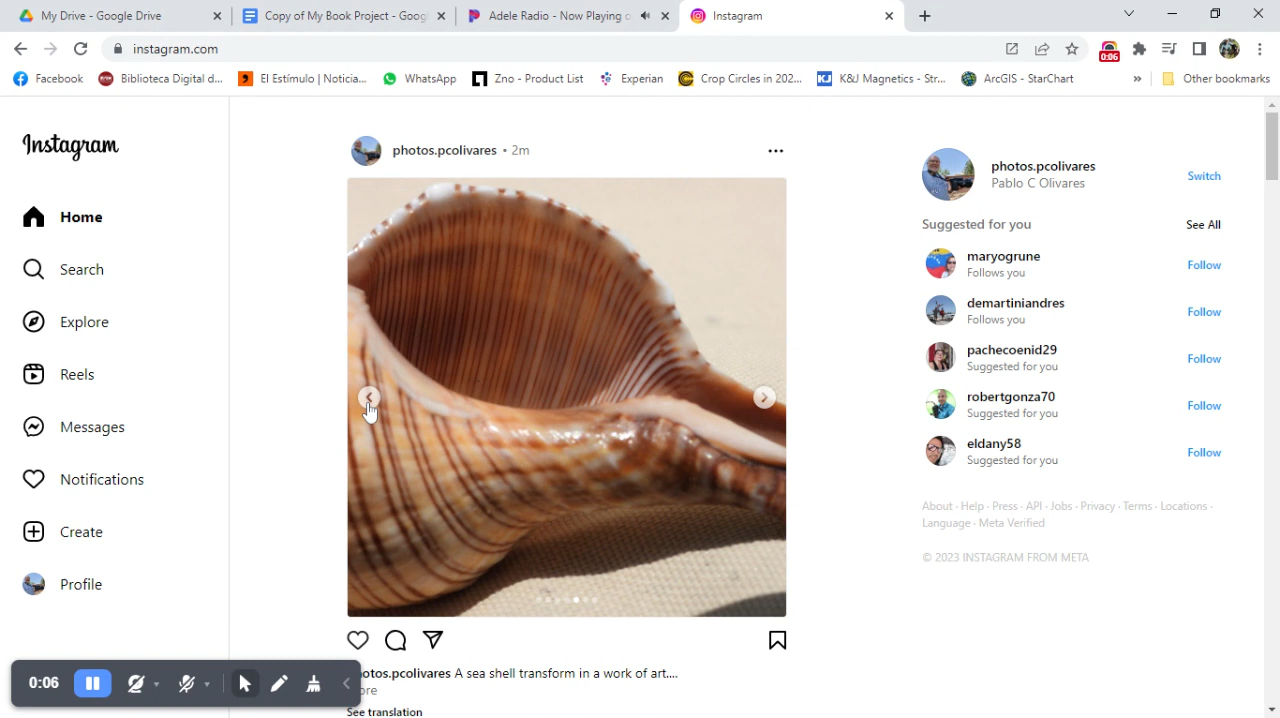 My Drive - Google Drive
Copy of My Book Project - Goog
Adele Radio - Now Playing o
Instagram
instagram.com
0:06
Facebook
Biblioteca Digital d...
El Estímulo | Noticia...
WhatsApp
Zno - Product List
Experian
Crop Circles in 202...
K&J Magnetics - Str...
ArcGIS - StarChart
»
Other bookmarks
Instagram
Home
Search
Explore
Reels
Messages
Notifications
Create
Profile
photos.pcolivares • 2m
photos.pcolivares
Pablo C Olivares
Switch
Suggested for you
See All
maryogrune
Follows you
Follow
demartiniandres
Follows you
Follow
pachecoenid29
Suggested for you
Follow
robertgonza70
Suggested for you
Follow
eldany58
Suggested for you
Follow
About · Help · Press · API · Jobs · Privacy · Terms · Locations ·
Language · Meta Verified
© 2023 INSTAGRAM FROM META
otos.pcolivares A sea shell transform in a work of art....
ore
See translation
0:06